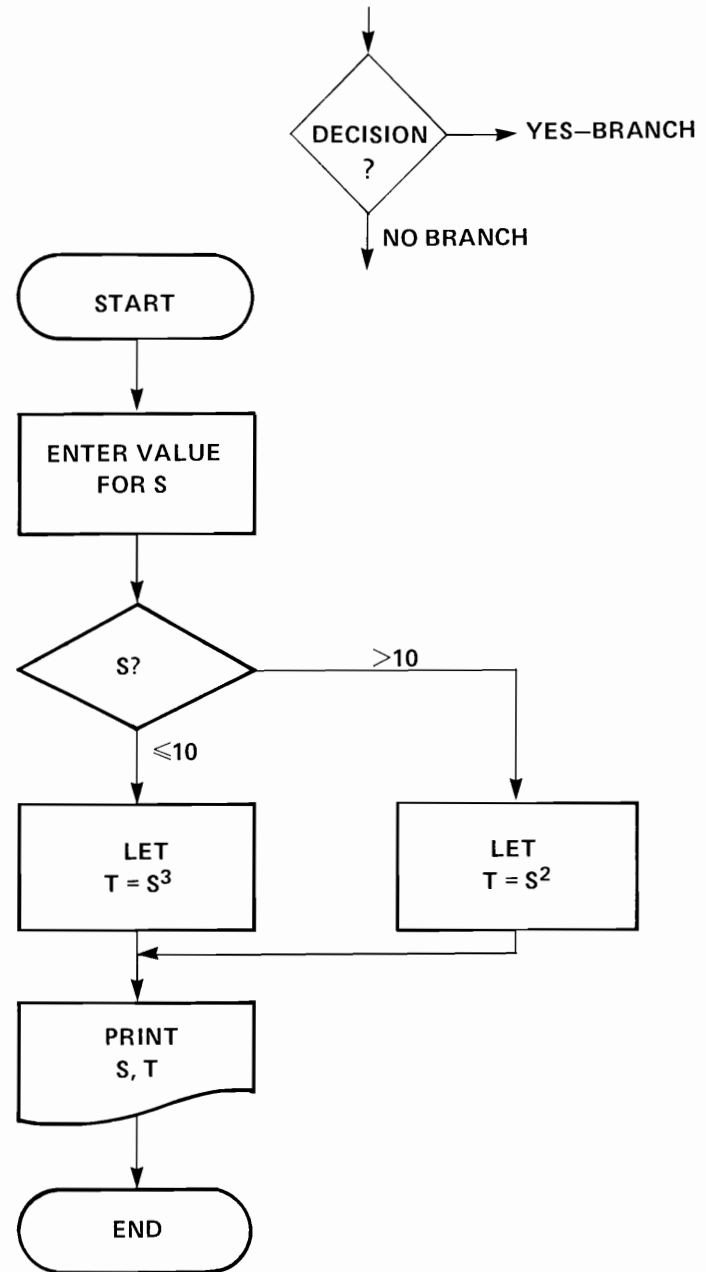 DECISION
?
YES–BRANCH
NO BRANCH
START
ENTER VALUE
FOR S
S?
>10
⩽10
LET
T = S³
LET
T = S²
PRINT
S, T
END